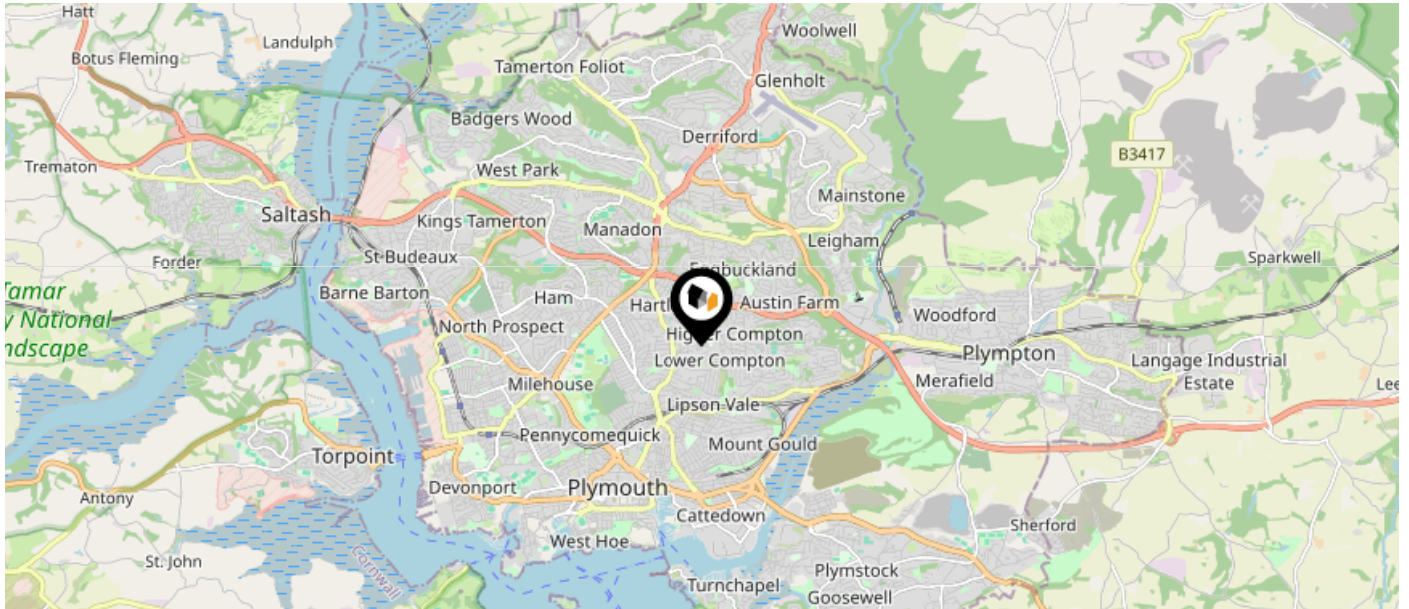 Hatt
Woolwell
Landulph
Botus Fleming
Tamerton Foliot
Glenholt
Badgers Wood
Derriford
B3417
Trematon
West Park
Mainstone
Saltash
Kings Tamerton
Manadon
Leigham
St Budeaux
Sparkwell
Forder
Tamar
y National
ndscape
Barne Barton
Ham
Austin Farm
Woodford
North Prospect
Higher Compton
Plympton
Lower Compton
Langage Industrial
Estate
Milehouse
Merafield
Lee
Lipson Vale
Pennycomequick
Mount Gould
Torpoint
Devonport
Plymouth
Antony
Cattedown
Sherford
West Hoe
St. John
Cornwall
Plymstock
Turnchapel
Goosewell